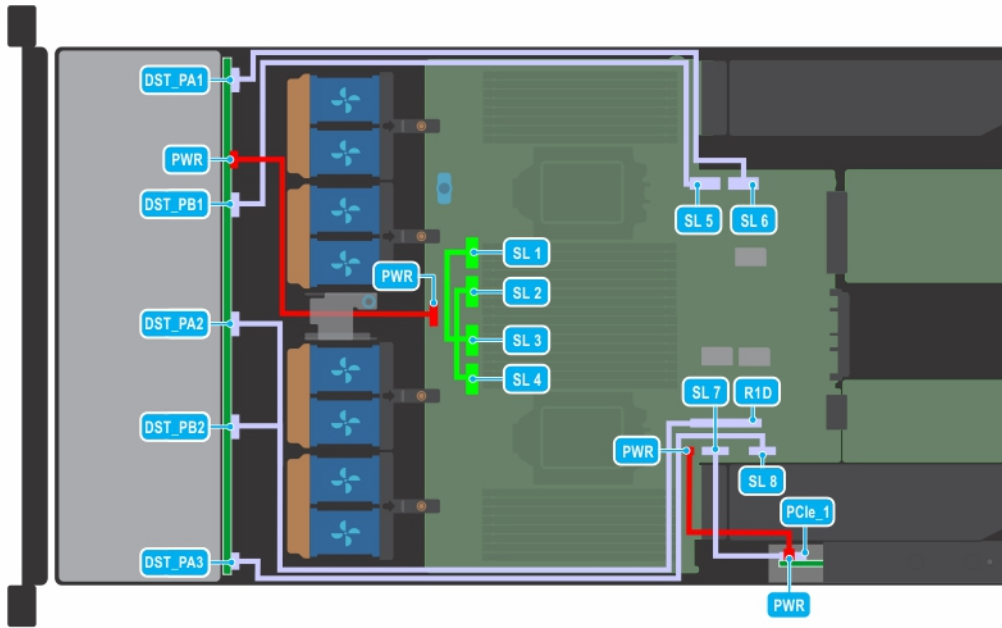 DST_PA1
PWR
DST_PB1
SL 5
SL 6
SL 1
PWR
SL 2
DST_PA2
SL 3
SL 4
SL 7
R1D
DST_PB2
PWR
SL 8
PCIe_1
DST_PA3
PWR